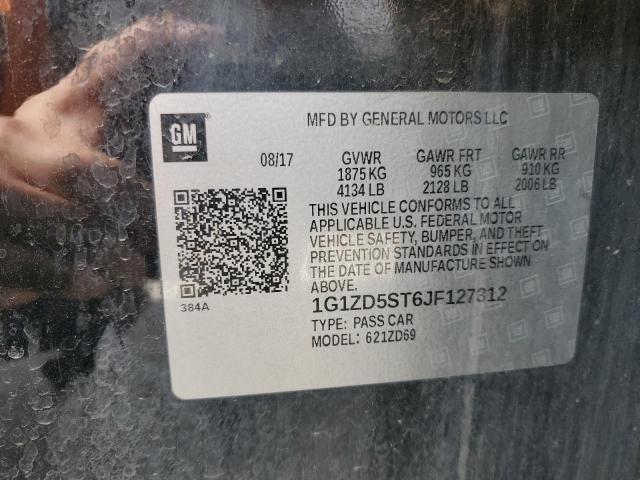 GM
MFD BY GENERAL MOTORS LLC
08/17 GVWR GAWR FRT GAWR RR
1875 KG 965 KG 910 KG
4134 LB 2128 LB 2006 LB
THIS VEHICLE CONFORMS TO ALL
APPLICABLE U.S. FEDERAL MOTOR
VEHICLE SAFETY, BUMPER, AND THEFT
PREVENTION STANDARDS IN EFFECT ON
THE DATE OF MANUFACTURE SHOWN
ABOVE.
384A
1G1ZD5ST6JF127312
TYPE: PASS CAR
MODEL: 621ZD69